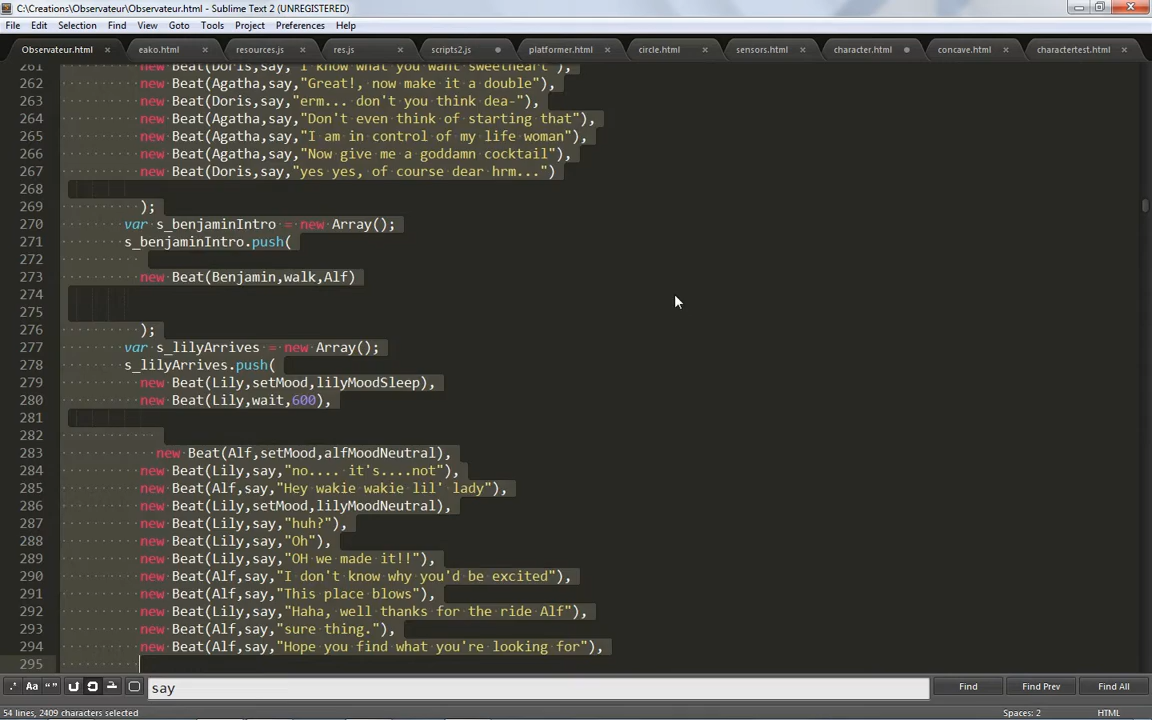 C:\Creations\Observateur\Observateur.html - Sublime Text 2 (UNREGISTERED)
File Edit Selection Find View Goto Tools Project Preferences Help
Observateur.html × eako.html × resources.js × res.js × scripts2.js • platformer.html × circle.html × sensors.html × character.html • concave.html × charactertest.html ×
261 new Beat(Doris,say,"I know what you want sweetheart"),
262 new Beat(Agatha,say,"Great!, now make it a double"),
263 new Beat(Doris,say,"erm... don't you think dea-"),
264 new Beat(Agatha,say,"Don't even think of starting that"),
265 new Beat(Agatha,say,"I am in control of my life woman"),
266 new Beat(Agatha,say,"Now give me a goddamn cocktail"),
267 new Beat(Doris,say,"yes yes, of course dear hrm...")
268
269 );
270 var s_benjaminIntro = new Array();
271 s_benjaminIntro.push(
272
273 new Beat(Benjamin,walk,Alf)
274
275
276 );
277 var s_lilyArrives = new Array();
278 s_lilyArrives.push(
279 new Beat(Lily,setMood,lilyMoodSleep),
280 new Beat(Lily,wait,600),
281
282
283 new Beat(Alf,setMood,alfMoodNeutral),
284 new Beat(Lily,say,"no.... it's....not"),
285 new Beat(Alf,say,"Hey wakie wakie lil' lady"),
286 new Beat(Lily,setMood,lilyMoodNeutral),
287 new Beat(Lily,say,"huh?"),
288 new Beat(Lily,say,"Oh"),
289 new Beat(Lily,say,"OH we made it!!"),
290 new Beat(Alf,say,"I don't know why you'd be excited"),
291 new Beat(Alf,say,"This place blows"),
292 new Beat(Lily,say,"Haha, well thanks for the ride Alf"),
293 new Beat(Alf,say,"sure thing."),
294 new Beat(Alf,say,"Hope you find what you're looking for"),
295
.* Aa “” say Find Find Prev Find All
54 lines, 2409 characters selected Spaces: 2 HTML